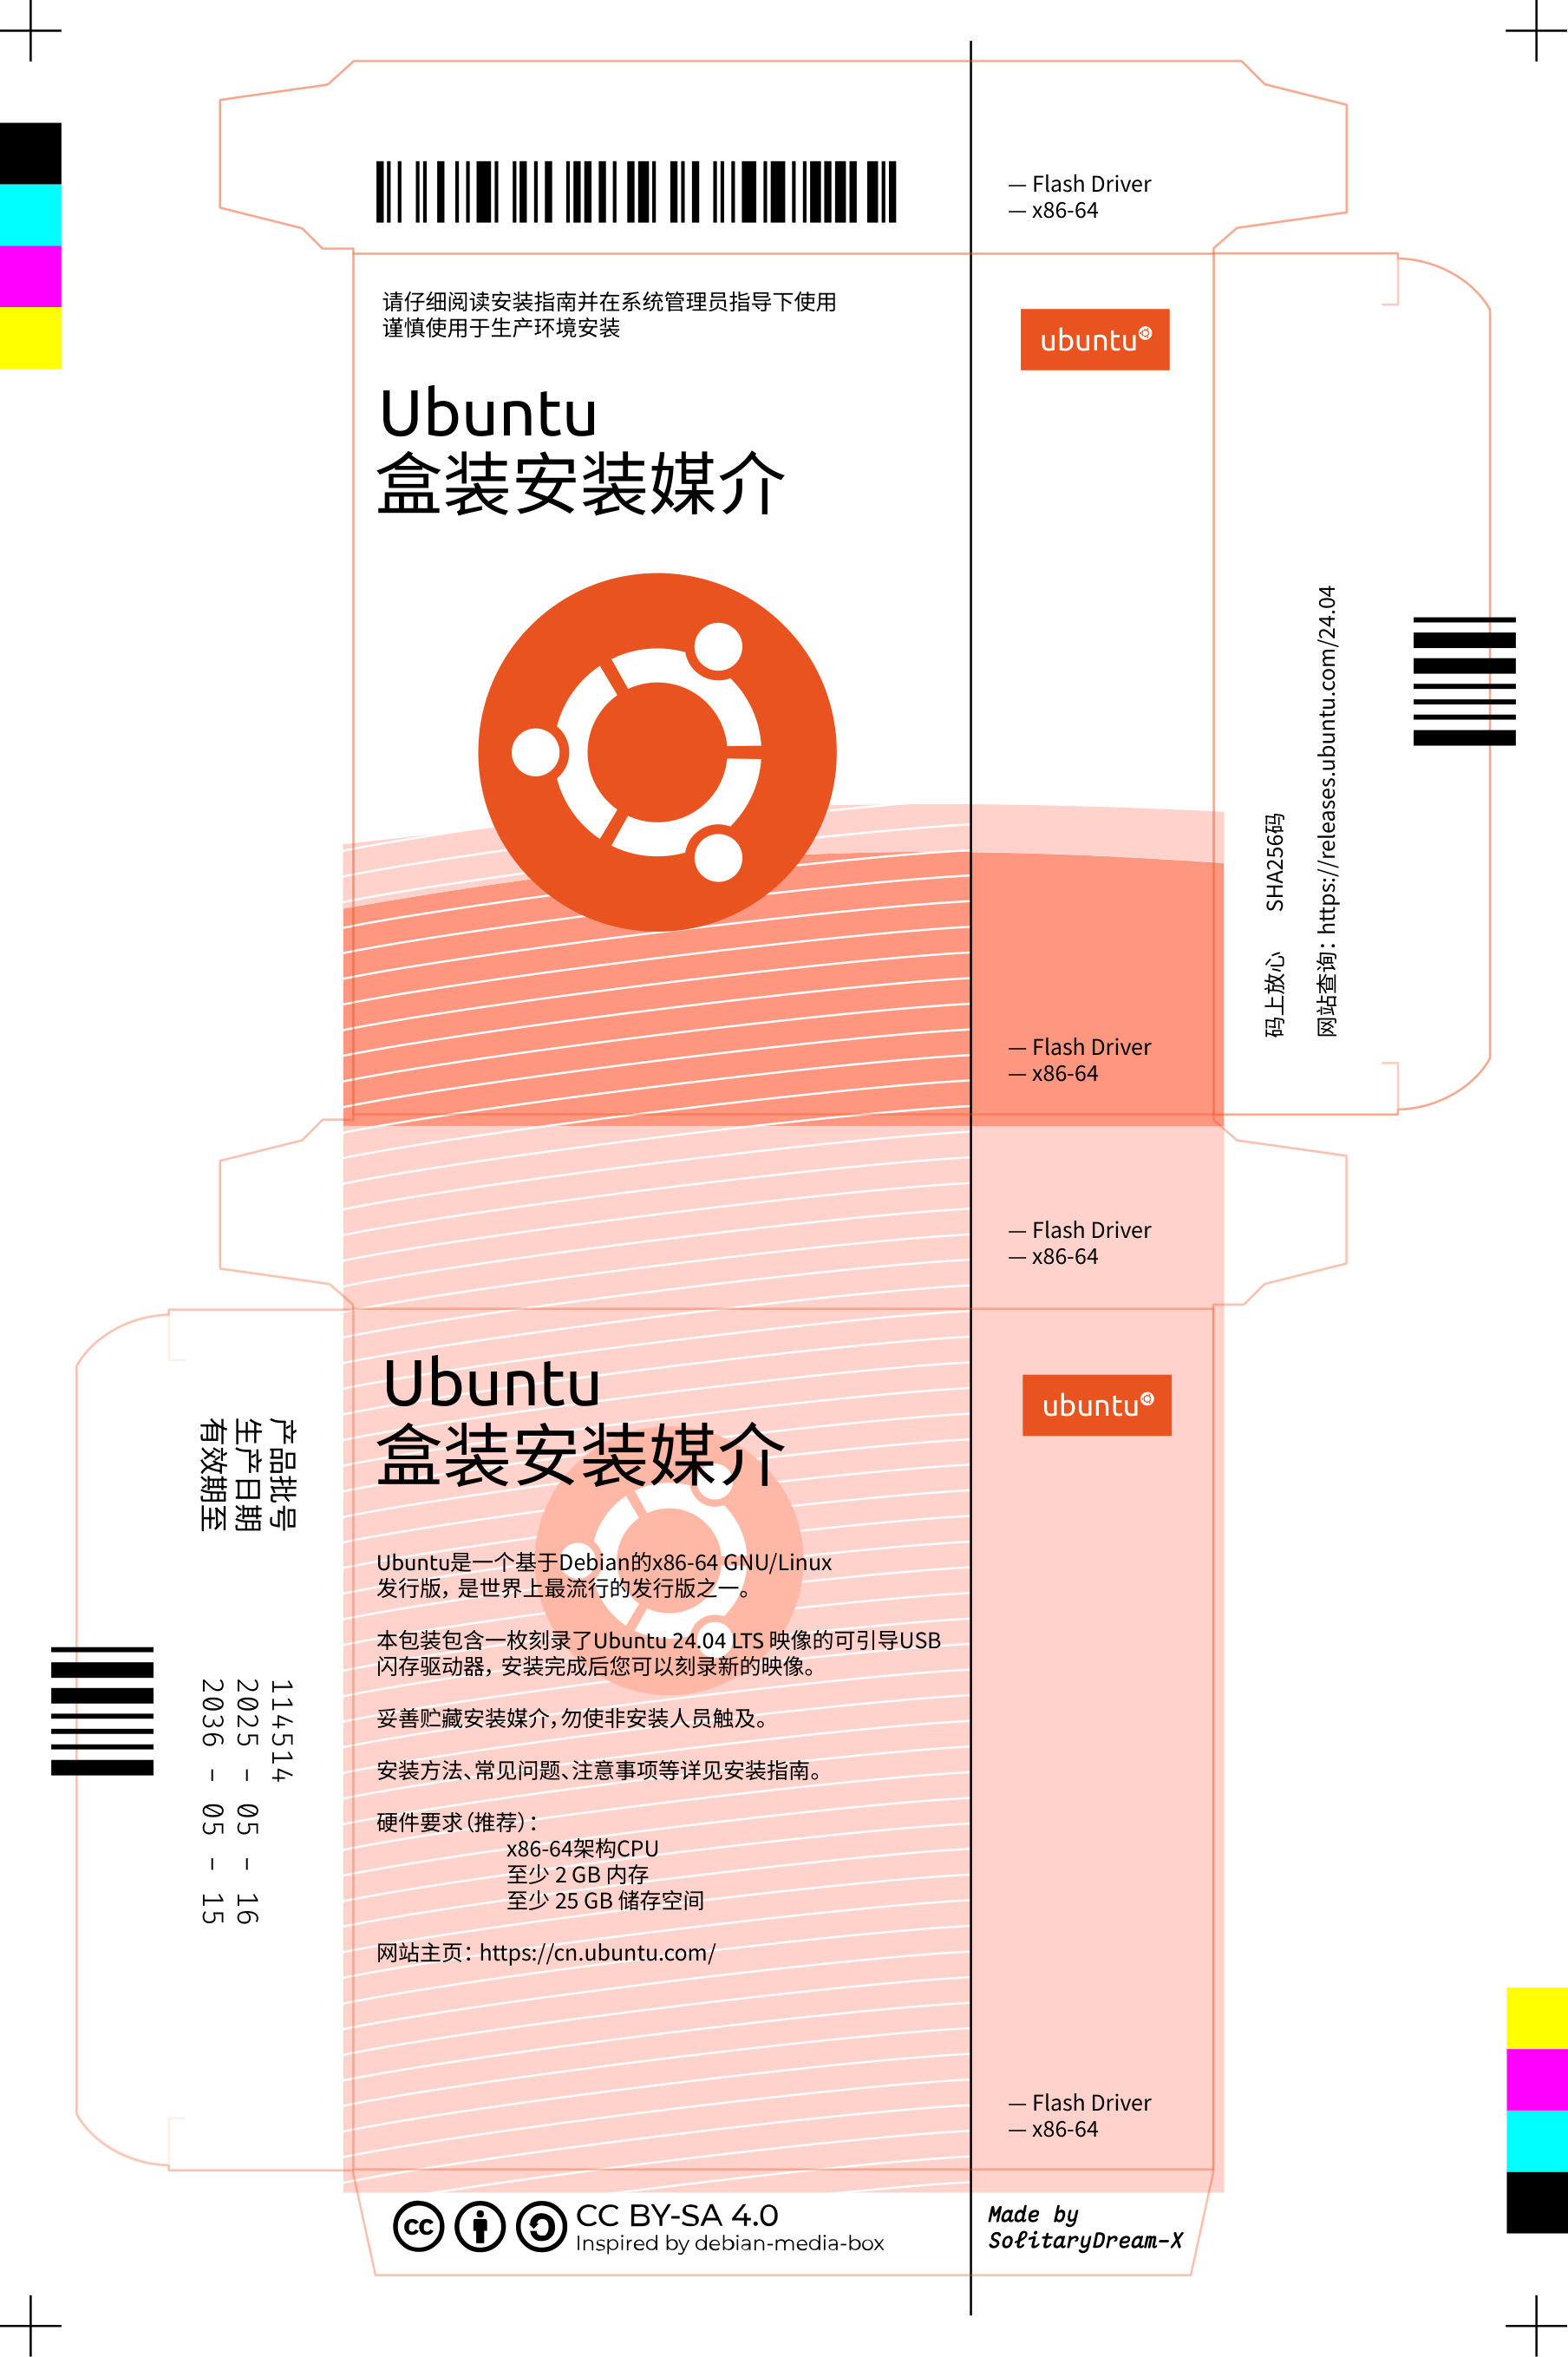 — Flash Driver
— x86-64
请仔细阅读安装指南并在系统管理员指导下使用
谨慎使用于生产环境安装
ubuntu
Ubuntu
盒装安装媒介
码上放心 SHA256码
网站查询：https://releases.ubuntu.com/24.04
— Flash Driver
— x86-64
— Flash Driver
— x86-64
Ubuntu
盒装安装媒介
ubuntu
产品批号 114514
生产日期 2025 - 05 - 16
有效期至 2036 - 05 - 15
Ubuntu是一个基于Debian的x86-64 GNU/Linux
发行版，是世界上最流行的发行版之一。
本包装包含一枚刻录了Ubuntu 24.04 LTS 映像的可引导USB
闪存驱动器，安装完成后您可以刻录新的映像。
妥善贮藏安装媒介，勿使非安装人员触及。
安装方法、常见问题、注意事项等详见安装指南。
硬件要求（推荐）：
x86-64架构CPU
至少 2 GB 内存
至少 25 GB 储存空间
网站主页：https://cn.ubuntu.com/
— Flash Driver
— x86-64
cc
CC BY-SA 4.0
Inspired by debian-media-box
Made by
SolitaryDream-X